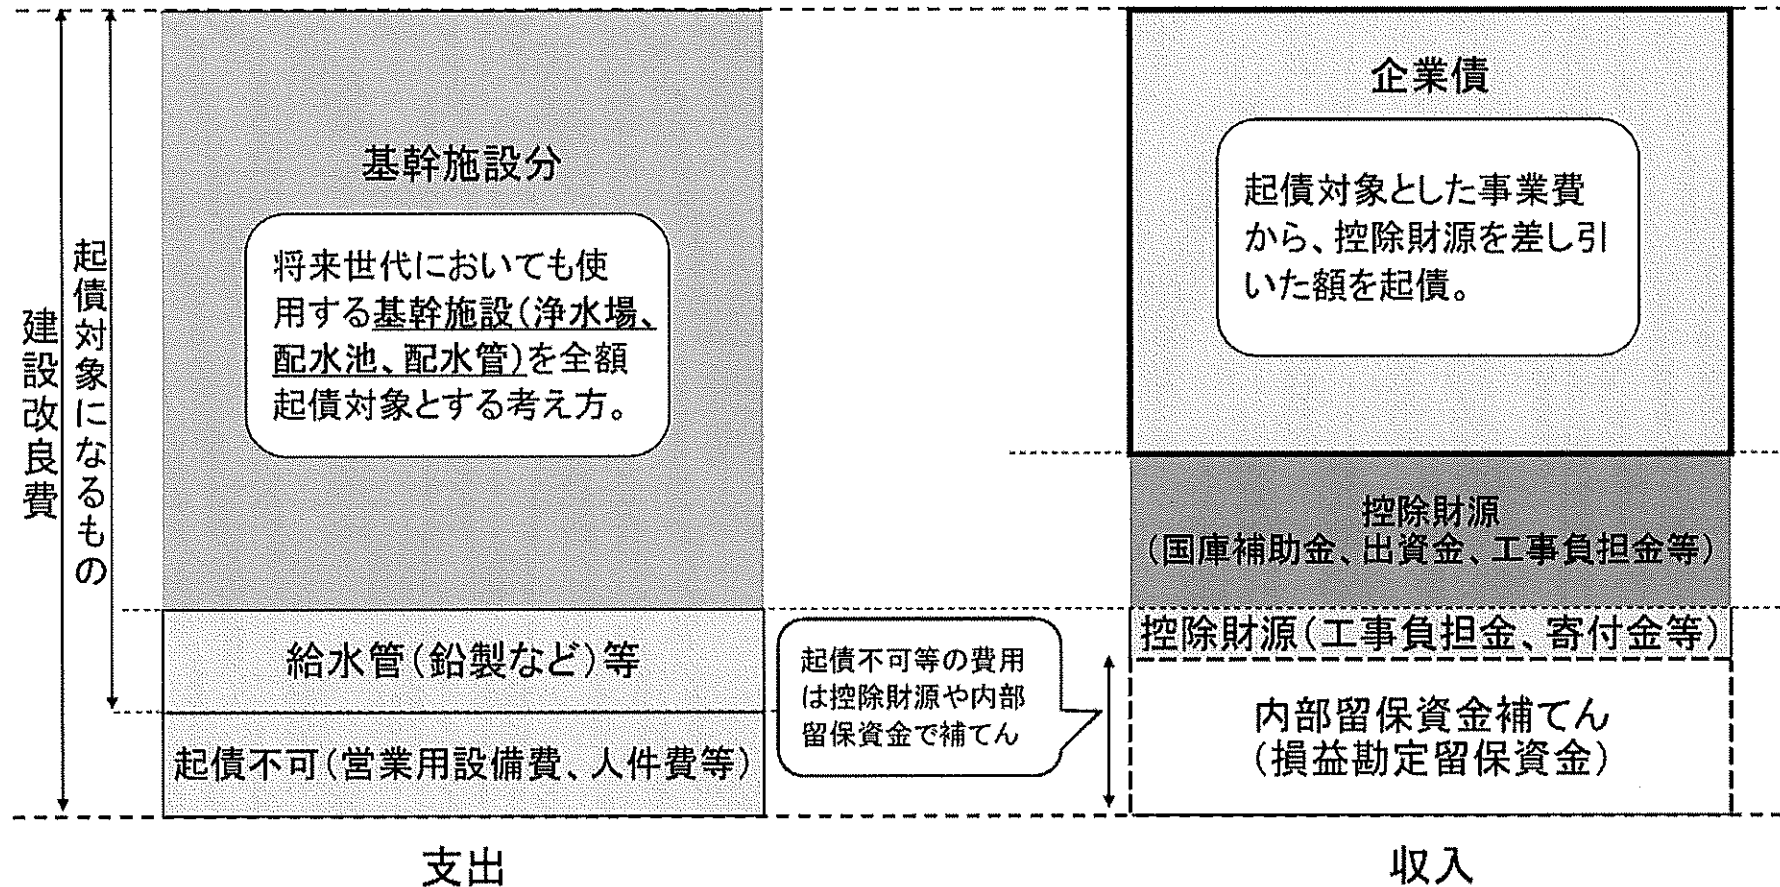 建設改良費
起債対象になるもの
基幹施設分
将来世代においても使
用する基幹施設(浄水場、
配水池、配水管)を全額
起債対象とする考え方。
給水管(鉛製など)等
起債不可(営業用設備費、人件費等)
支出
起債不可等の費用
は控除財源や内部
留保資金で補てん
企業債
起債対象とした事業費
から、控除財源を差し引
いた額を起債。
控除財源
(国庫補助金、出資金、工事負担金等)
控除財源(工事負担金、寄付金等)
内部留保資金補てん
(損益勘定留保資金)
収入